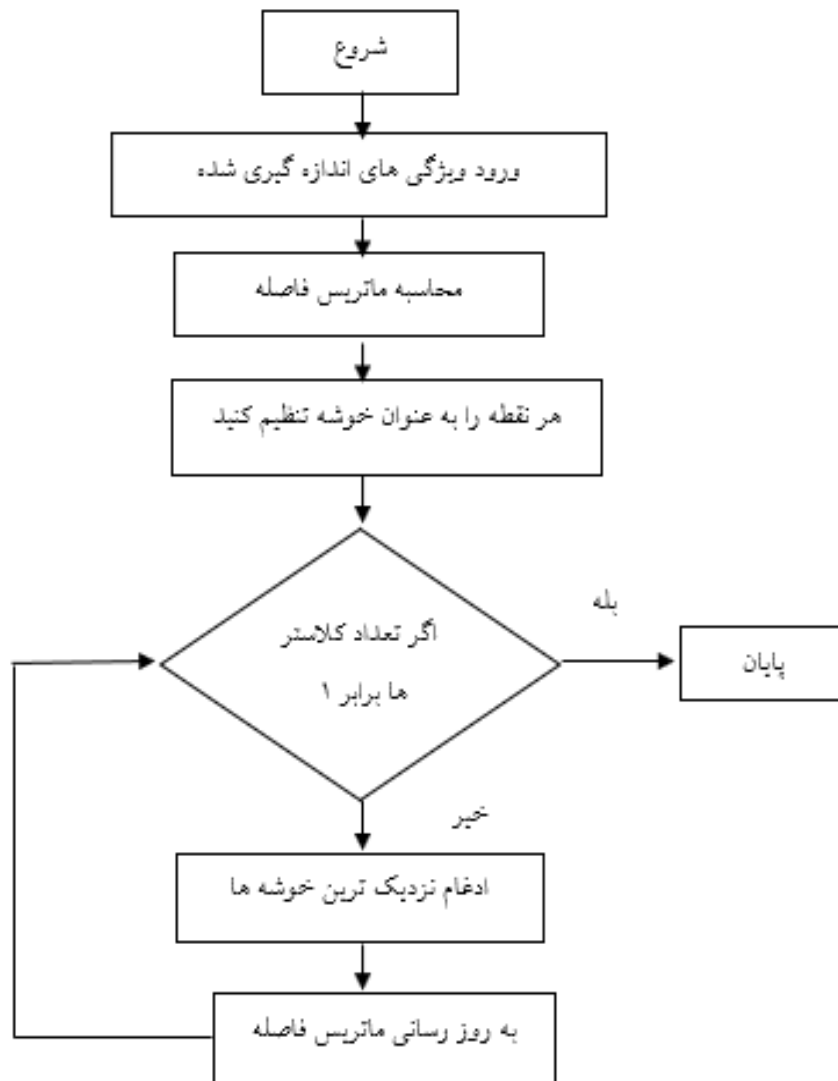 شروع
ورود ویژگی های اندازه گیری شده
محاسبه ماتریس فاصله
هر نقطه را به عنوان خوشه تنظیم کنید
اگر تعداد کلاستر
ها برابر ۱
بله
پایان
خیر
ادغام نزدیک ترین خوشه ها
به روز رسانی ماتریس فاصله